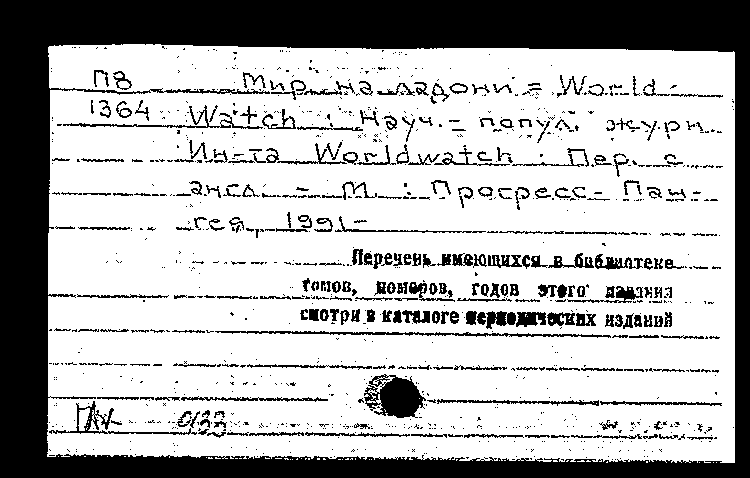 П8 Мир на ладони = World
1364 Watch : Науч.-попул. журн.
Ин-та Worldwatch : Пер. с
англ. - М. : Прогресс-Пан-
гея, 1991-
Перечень имеющихся в библиотеке
томов, номеров, годов этого издания
смотри в каталоге периодических изданий